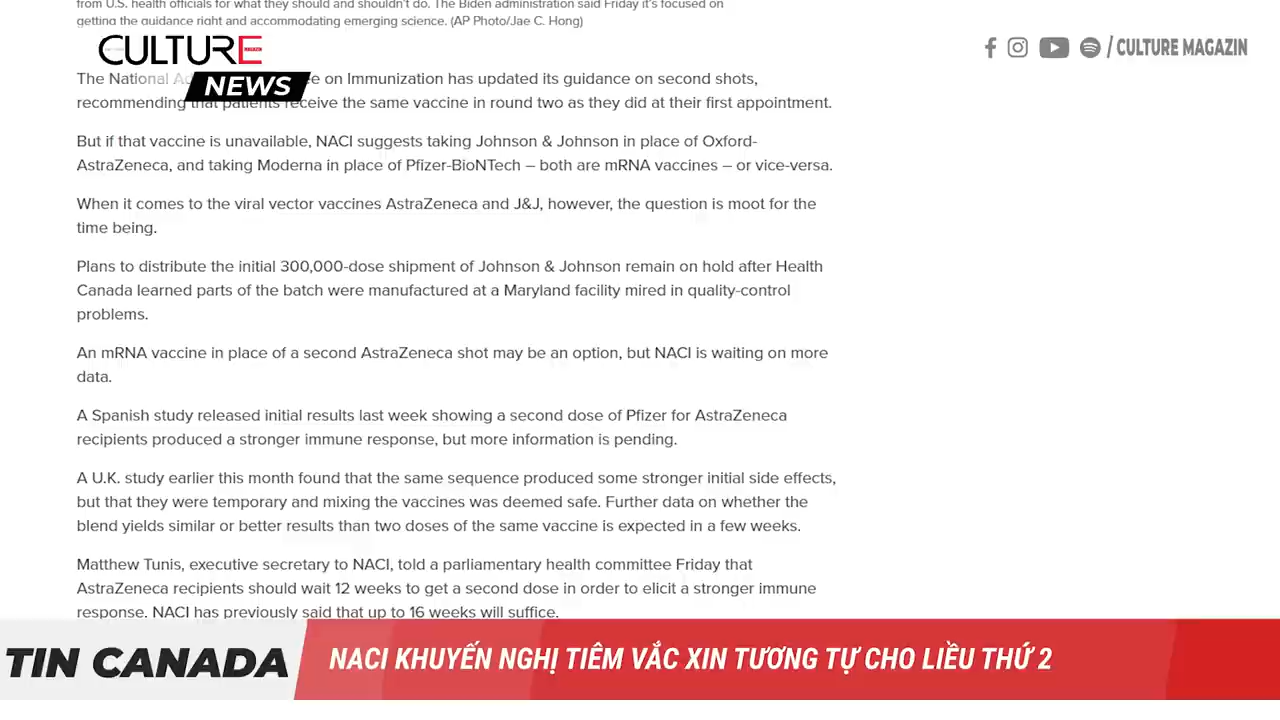 from U.S. health officials for what they should and shouldn't do. The Biden administration said Friday it's focused on
getting the guidance right and accommodating emerging science. (AP Photo/Jae C. Hong)
CULTURE
NEWS
/ CULTURE MAGAZIN
The National Ad e on Immunization has updated its guidance on second shots,
recommending that patients receive the same vaccine in round two as they did at their first appointment.
But if that vaccine is unavailable, NACI suggests taking Johnson & Johnson in place of Oxford-
AstraZeneca, and taking Moderna in place of Pfizer-BioNTech – both are mRNA vaccines – or vice-versa.
When it comes to the viral vector vaccines AstraZeneca and J&J, however, the question is moot for the
time being.
Plans to distribute the initial 300,000-dose shipment of Johnson & Johnson remain on hold after Health
Canada learned parts of the batch were manufactured at a Maryland facility mired in quality-control
problems.
An mRNA vaccine in place of a second AstraZeneca shot may be an option, but NACI is waiting on more
data.
A Spanish study released initial results last week showing a second dose of Pfizer for AstraZeneca
recipients produced a stronger immune response, but more information is pending.
A U.K. study earlier this month found that the same sequence produced some stronger initial side effects,
but that they were temporary and mixing the vaccines was deemed safe. Further data on whether the
blend yields similar or better results than two doses of the same vaccine is expected in a few weeks.
Matthew Tunis, executive secretary to NACI, told a parliamentary health committee Friday that
AstraZeneca recipients should wait 12 weeks to get a second dose in order to elicit a stronger immune
response. NACI has previously said that up to 16 weeks will suffice.
TIN CANADA
NACI KHUYẾN NGHỊ TIÊM VẮC XIN TƯƠNG TỰ CHO LIỀU THỨ 2